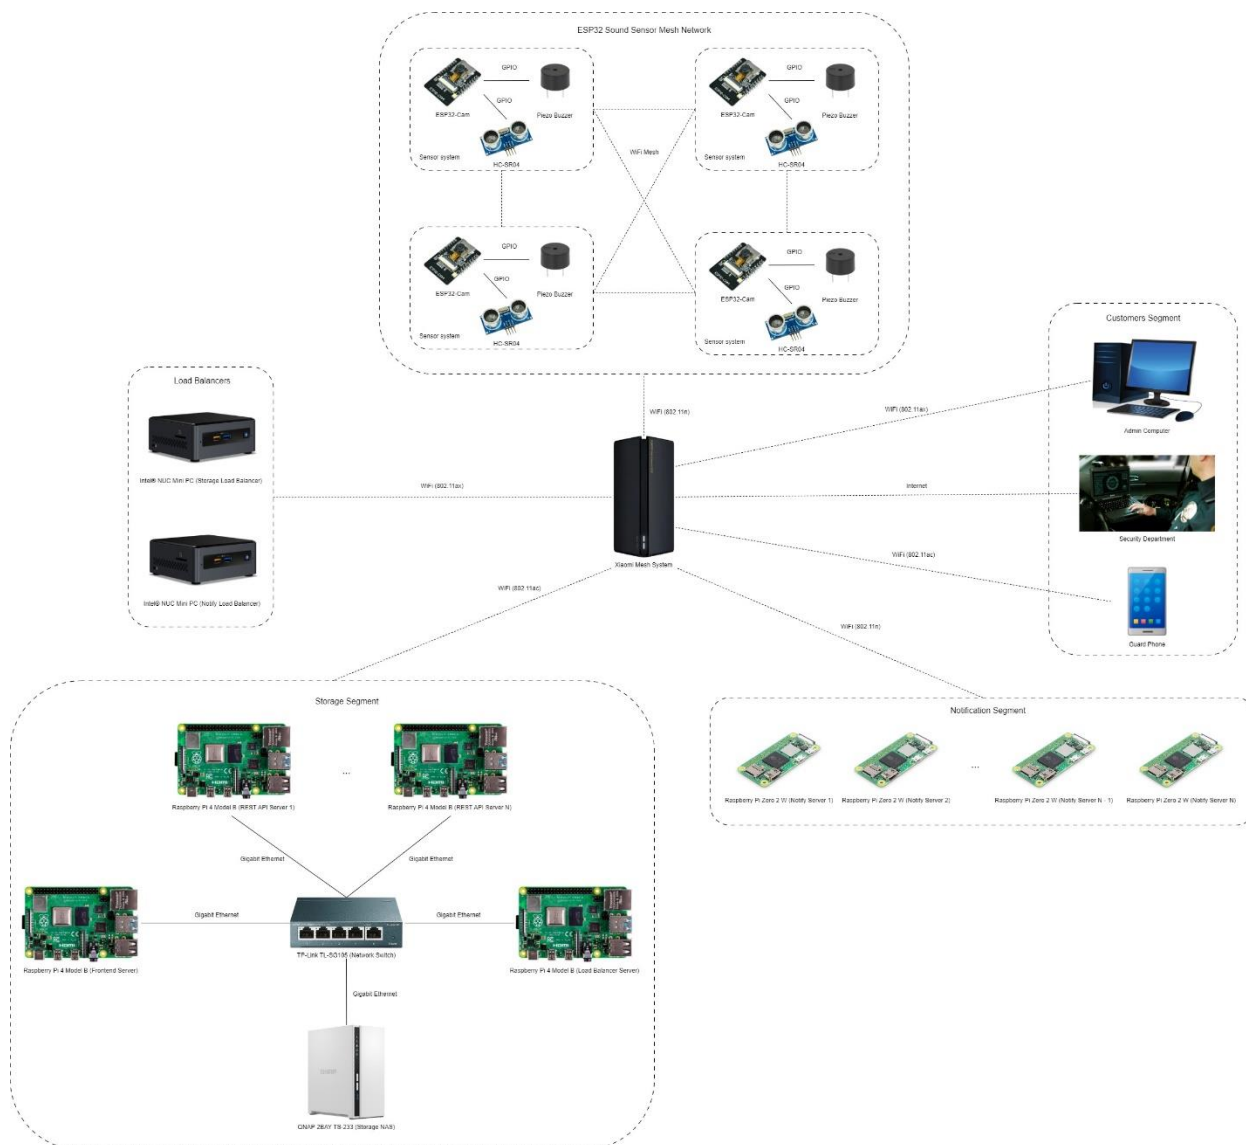 ESP32 Sound Sensor Mesh Network
GPIO
GPIO
ESP32-Cam
Piezo Buzzer
HC-SR04
Sensor system
GPIO
GPIO
ESP32-Cam
Piezo Buzzer
HC-SR04
Sensor system
WiFi Mesh
GPIO
GPIO
ESP32-Cam
Piezo Buzzer
HC-SR04
Sensor system
GPIO
GPIO
ESP32-Cam
Piezo Buzzer
HC-SR04
Sensor system
Customers Segment
Admin Computer
Security Department
Guard Phone
Load Balancers
Intel® NUC Mini PC (Storage Load Balancer)
Intel® NUC Mini PC (Notify Load Balancer)
WiFi (802.11n)
WiFi (802.11ax)
Internet
WiFi (802.11ac)
WiFi (802.11ax)
Xiaomi Mesh System
WiFi (802.11ac)
WiFi (802.11n)
Storage Segment
...
Raspberry Pi 4 Model B (REST API Server 1)
Raspberry Pi 4 Model B (REST API Server N)
Gigabit Ethernet
Gigabit Ethernet
Gigabit Ethernet
Gigabit Ethernet
Raspberry Pi 4 Model B (Frontend Server)
TP-Link TL-SG105 (Network Switch)
Raspberry Pi 4 Model B (Load Balancer Server)
Gigabit Ethernet
QNAP 2BAY TS-233 (Storage NAS)
Notification Segment
...
Raspberry Pi Zero 2 W (Notify Server 1)
Raspberry Pi Zero 2 W (Notify Server 2)
Raspberry Pi Zero 2 W (Notify Server N - 1)
Raspberry Pi Zero 2 W (Notify Server N)